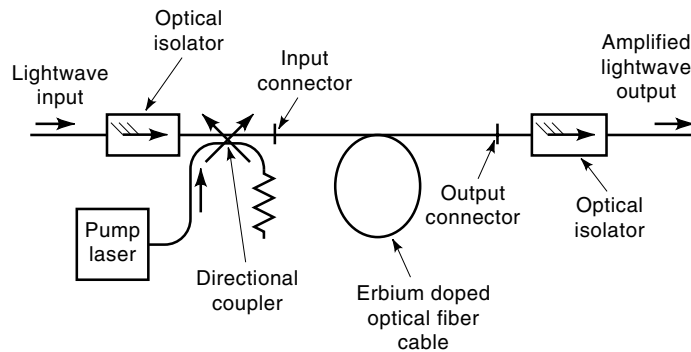 Optical
isolator
Lightwave
input
Input
connector
Amplified
lightwave
output
Pump
laser
Directional
coupler
Erbium doped
optical fiber
cable
Output
connector
Optical
isolator